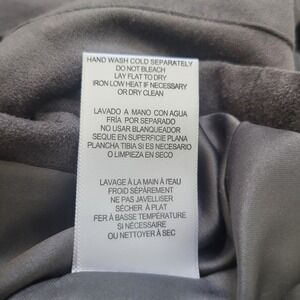 HAND WASH COLD SEPARATELY
DO NOT BLEACH
LAY FLAT TO DRY
IRON LOW HEAT IF NECESSARY
OR DRY CLEAN
LAVADO A MANO CON AGUA
FRÍA POR SEPARADO
NO USAR BLANQUEADOR
SEQUE EN SUPERFICIE PLANA
PLANCHA TIBIA SI ES NECESARIO
O LIMPIEZA EN SECO
LAVAGE À LA MAIN À l'EAU
FROID SÉPARÉMENT
NE PAS JAVELLISER
SÉCHER À PLAT
FER À BASSE TEMPÉRATURE
SI NÉCESSAIRE
OU NETTOYER À SEC